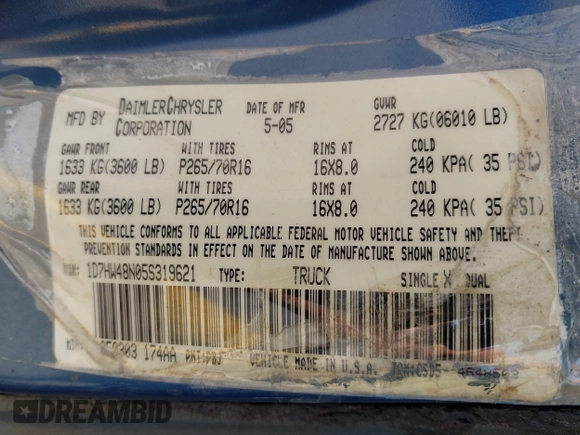 MFD BY DAIMLERCHRYSLER CORPORATION DATE OF MFR 5-05 GVWR 2727 KG(06010 LB)
GAWR FRONT WITH TIRES RIMS AT COLD
1633 KG(3600 LB) P265/70R16 16X8.0 240 KPA( 35 PSI)
GAWR REAR WITH TIRES RIMS AT COLD
1633 KG(3600 LB) P265/70R16 16X8.0 240 KPA( 35 PSI)
THIS VEHICLE CONFORMS TO ALL APPLICABLE FEDERAL MOTOR VEHICLE SAFETY AND THEFT
PREVENTION STANDARDS IN EFFECT ON THE DATE OF MANUFACTURE SHOWN ABOVE.
VIN: 1D7HW48N05S319621 TYPE: TRUCK SINGLE X DUAL
174AA PNT:PBJ VEHICLE MADE IN U.S.A.
DREAMBID